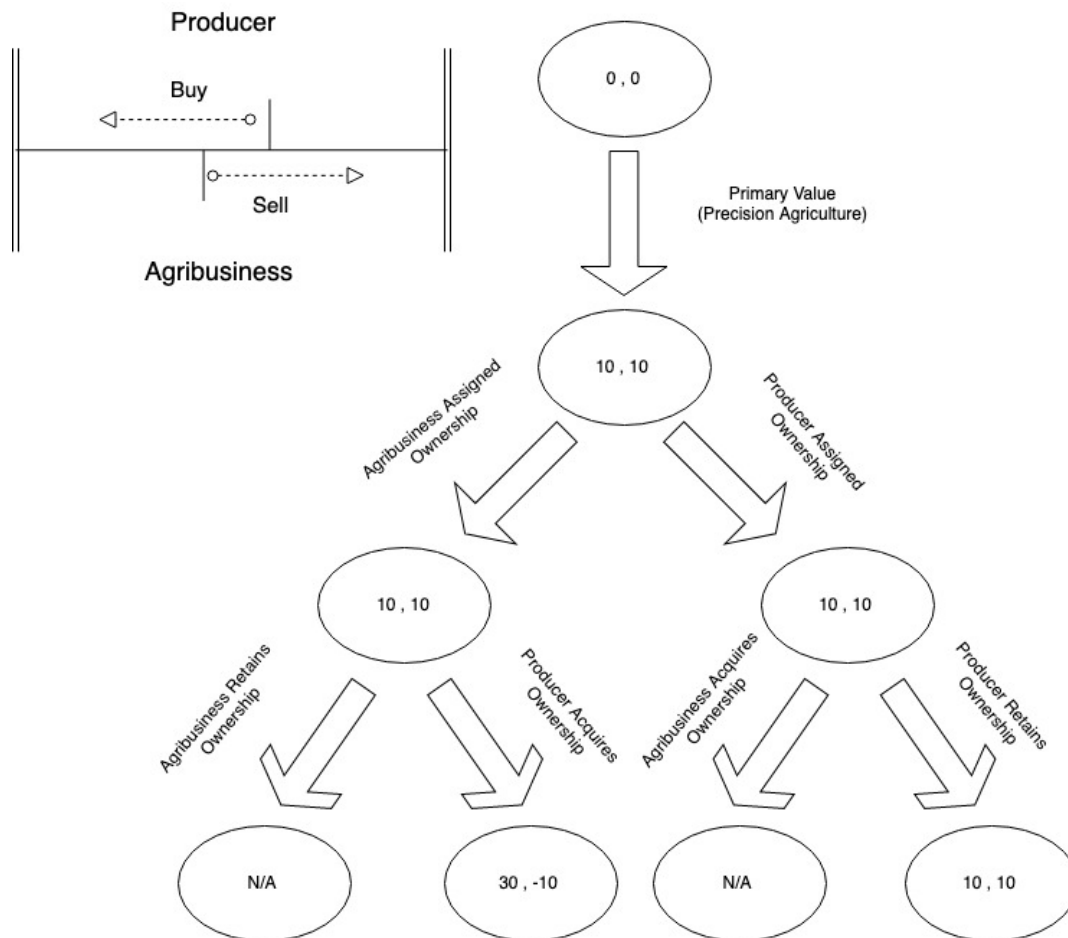 Producer
Buy
Sell
Agribusiness
0 , 0
Primary Value
(Precision Agriculture)
10 , 10
Agribusiness Assigned
Ownership
Producer Assigned
Ownership
10 , 10
10 , 10
Agribusiness Retains
Ownership
Producer Acquires
Ownership
Agribusiness Acquires
Ownership
Producer Retains
Ownership
N/A
30 , -10
N/A
10 , 10